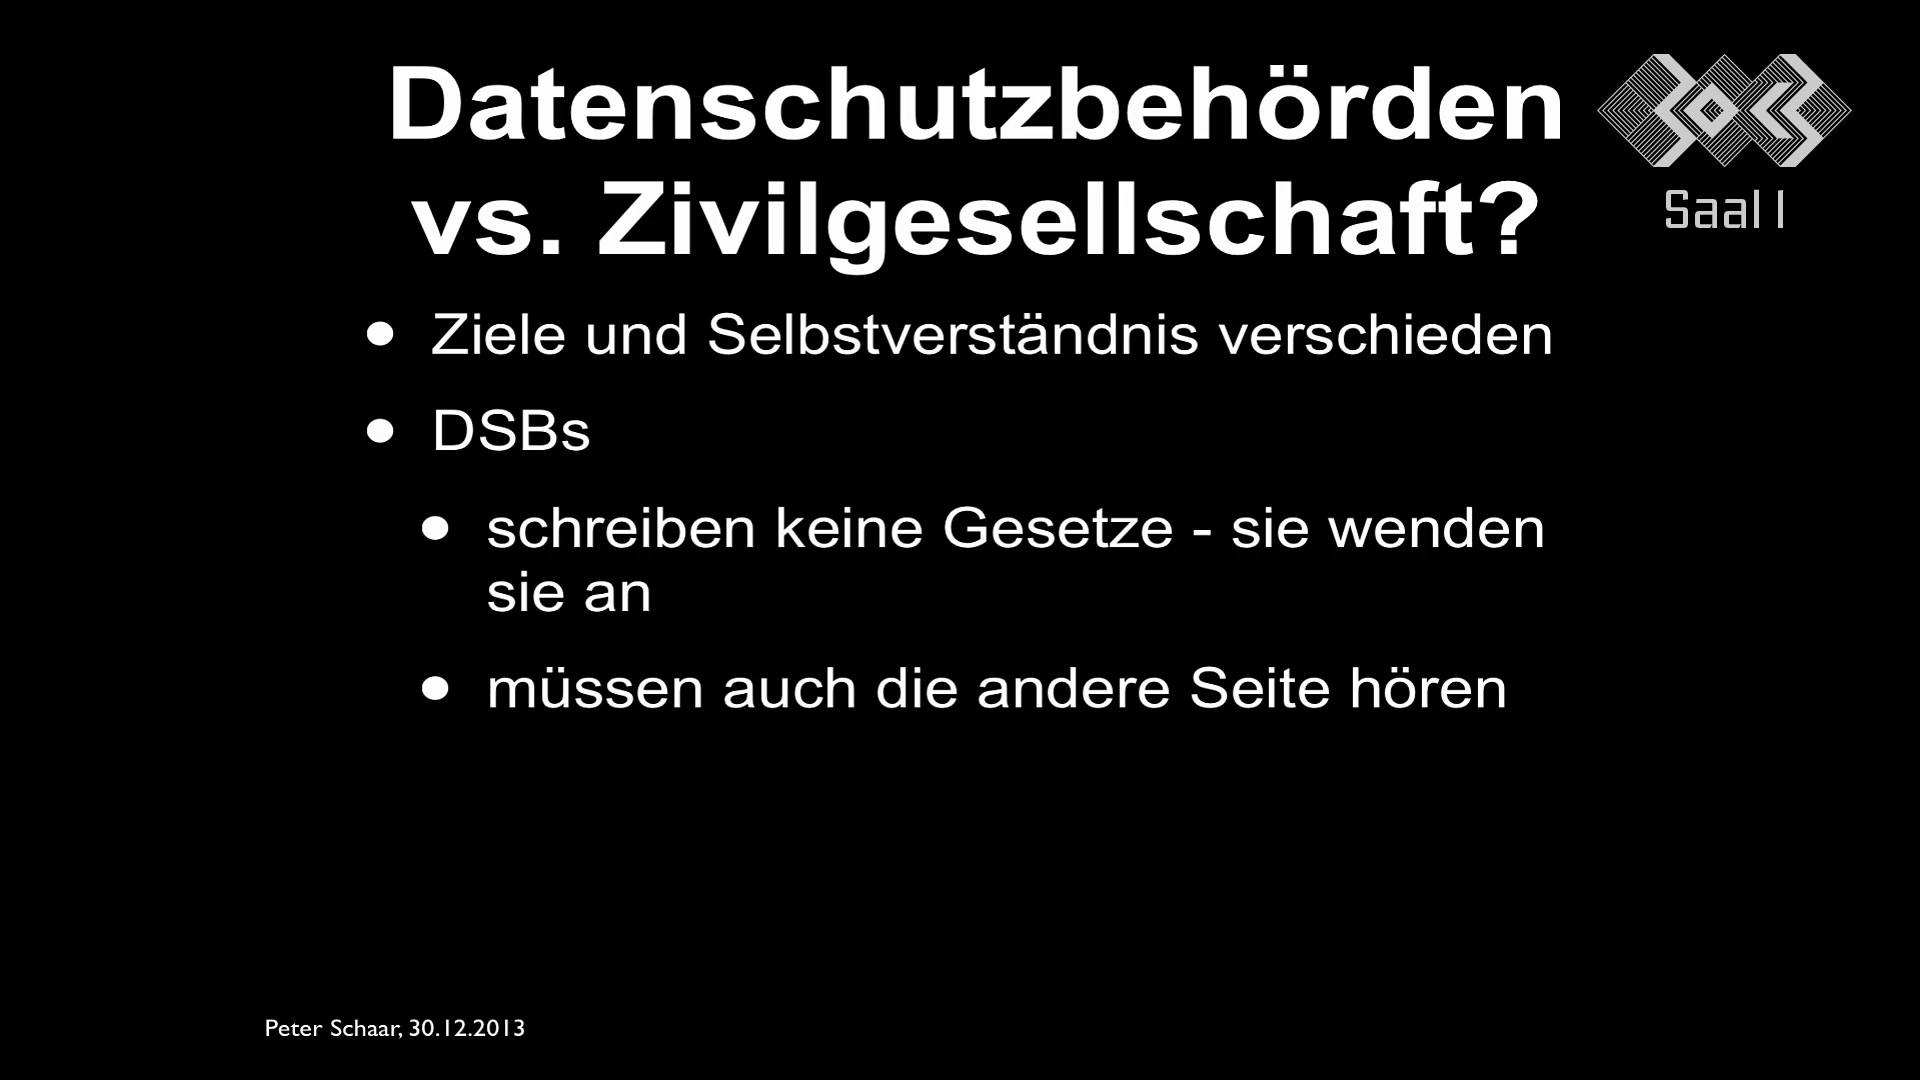 Datenschutzbehörden
vs. Zivilgesellschaft?
30C3
Saal 1
• Ziele und Selbstverständnis verschieden
• DSBs
• schreiben keine Gesetze - sie wenden
sie an
• müssen auch die andere Seite hören
Peter Schaar, 30.12.2013